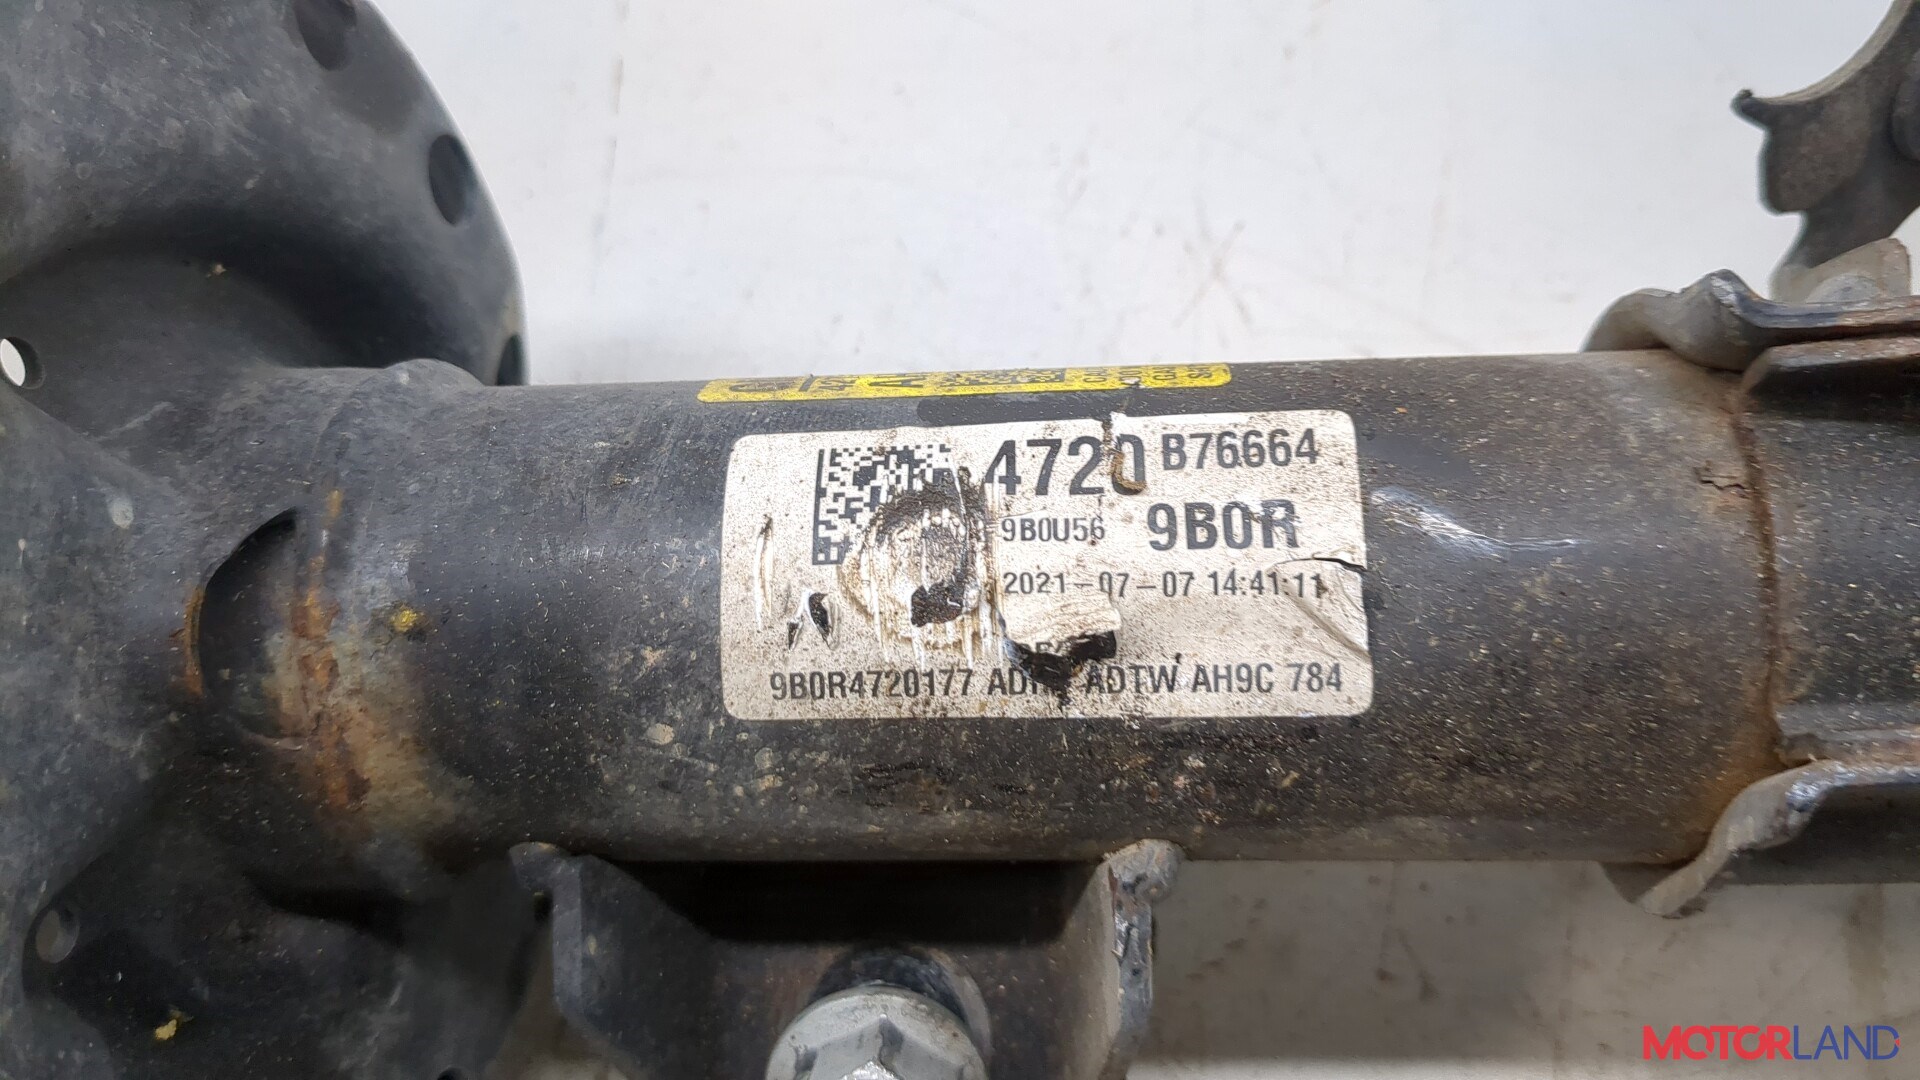 4720 B76664
9B0U56 9B0R
2021-07-07 14:41:11
9B0R4720177 ADTW AH9C 784
MOTORLAND